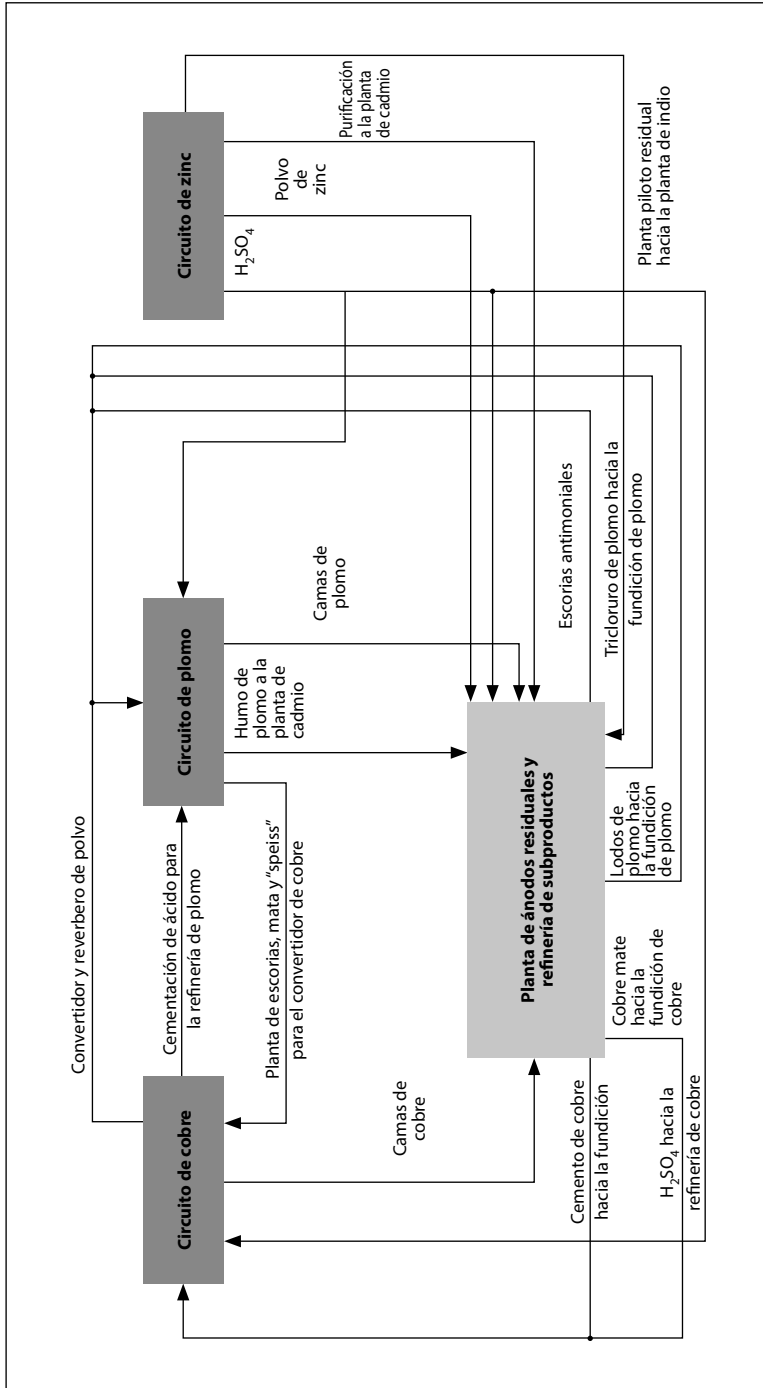 Convertidor y reverbero de polvo
Circuito de cobre
Cementación de ácido para
la refinería de plomo
Planta de escorias, mata y “speiss”
para el convertidor de cobre
Circuito de plomo
Humo de
plomo a la
planta de
cadmio
Camas de
plomo
Circuito de zinc
H₂SO₄
Polvo
de
zinc
Purificación
a la planta
de cadmio
Camas de
cobre
Planta de ánodos residuales y
refinería de subproductos
Cemento de cobre
hacia la fundición
H₂SO₄ hacia la
refinería de cobre
Cobre mate
hacia la
fundición de
cobre
Lodos de
plomo hacia
la fundición
de plomo
Escorias antimoniales
Tricloruro de plomo hacia la
fundición de plomo
Planta piloto residual
hacia la planta de indio